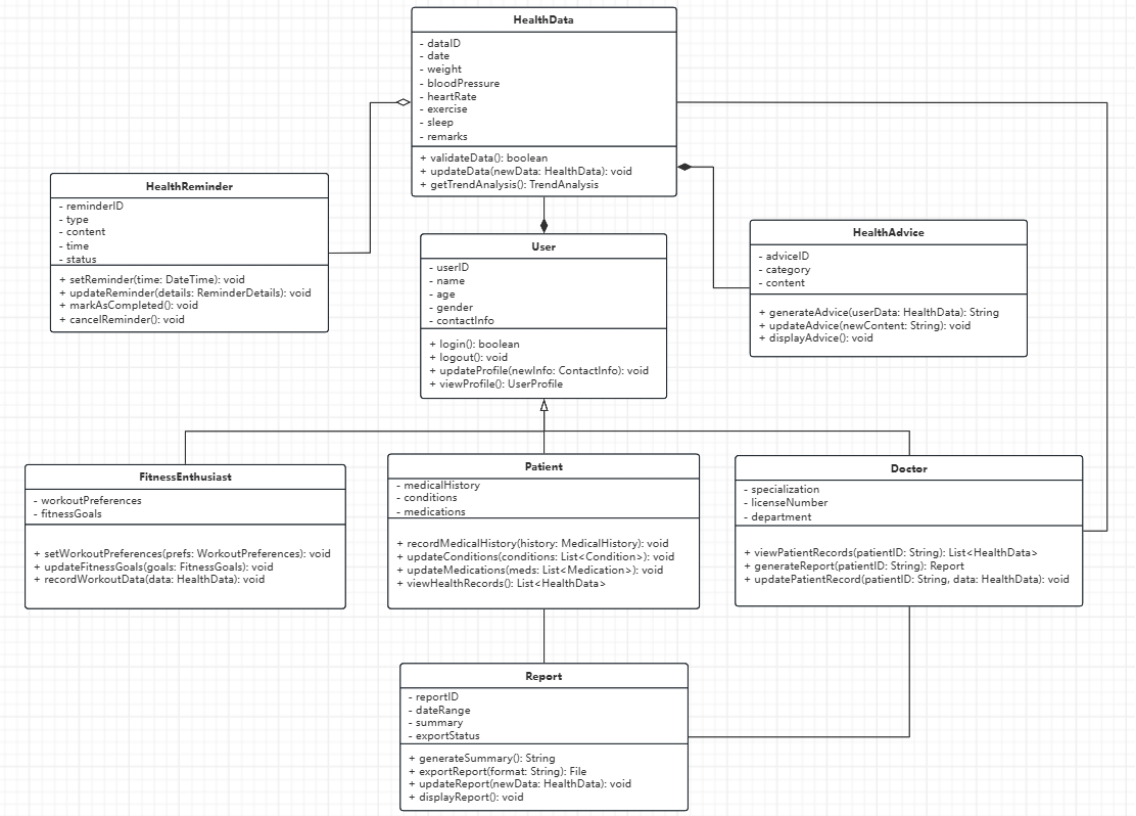 HealthData
- dataID
- date
- weight
- bloodPressure
- heartRate
- exercise
- sleep
- remarks
+ validateData(): boolean
+ updateData(newData: HealthData): void
+ getTrendAnalysis(): TrendAnalysis
HealthReminder
- reminderID
- type
- content
- time
- status
+ setReminder(time: DateTime): void
+ updateReminder(details: ReminderDetails): void
+ markAsCompleted(): void
+ cancelReminder(): void
User
- userID
- name
- age
- gender
- contactInfo
+ login(): boolean
+ logout(): void
+ updateProfile(newInfo: ContactInfo): void
+ viewProfile(): UserProfile
HealthAdvice
- adviceID
- category
- content
+ generateAdvice(userData: HealthData): String
+ updateAdvice(newContent: String): void
+ displayAdvice(): void
FitnessEnthusiast
- workoutPreferences
- fitnessGoals
+ setWorkoutPreferences(prefs: WorkoutPreferences): void
+ updateFitnessGoals(goals: FitnessGoals): void
+ recordWorkoutData(data: HealthData): void
Patient
- medicalHistory
- conditions
- medications
+ recordMedicalHistory(history: MedicalHistory): void
+ updateConditions(conditions: List<Condition>): void
+ updateMedications(meds: List<Medication>): void
+ viewHealthRecords(): List<HealthData>
Doctor
- specialization
- licenseNumber
- department
+ viewPatientRecords(patientID: String): List<HealthData>
+ generateReport(patientID: String): Report
+ updatePatientRecord(patientID: String, data: HealthData): void
Report
- reportID
- dateRange
- summary
- exportStatus
+ generateSummary(): String
+ exportReport(format: String): File
+ updateReport(newData: HealthData): void
+ displayReport(): void